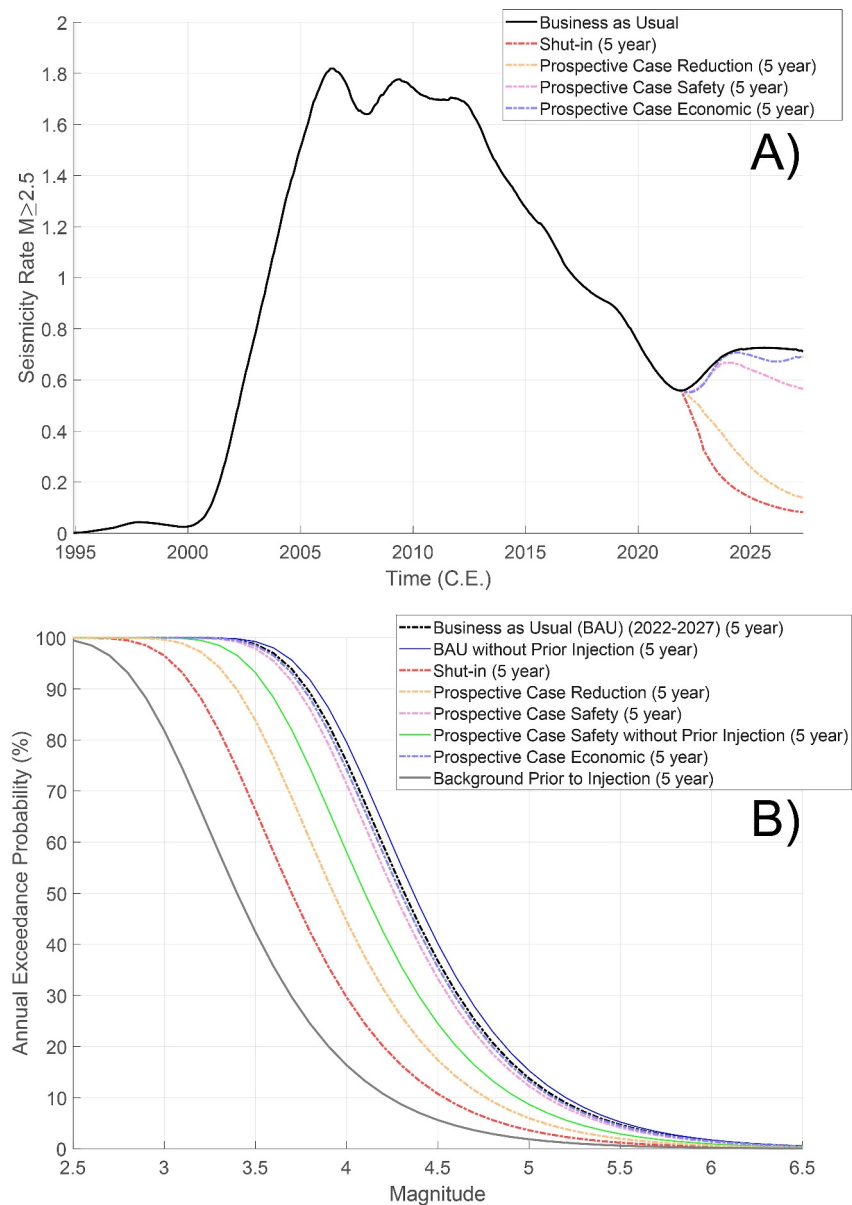 Business as Usual
Shut-in (5 year)
Prospective Case Reduction (5 year)
Prospective Case Safety (5 year)
Prospective Case Economic (5 year)
A)
Seismicity Rate M≥2.5
2
1.8
1.6
1.4
1.2
1
0.8
0.6
0.4
0.2
0
1995 2000 2005 2010 2015 2020 2025
Time (C.E.)
Business as Usual (BAU) (2022-2027) (5 year)
BAU without Prior Injection (5 year)
Shut-in (5 year)
Prospective Case Reduction (5 year)
Prospective Case Safety (5 year)
Prospective Case Safety without Prior Injection (5 year)
Prospective Case Economic (5 year)
Background Prior to Injection (5 year)
B)
Annual Exceedance Probability (%)
100
90
80
70
60
50
40
30
20
10
0
2.5 3 3.5 4 4.5 5 5.5 6 6.5
Magnitude